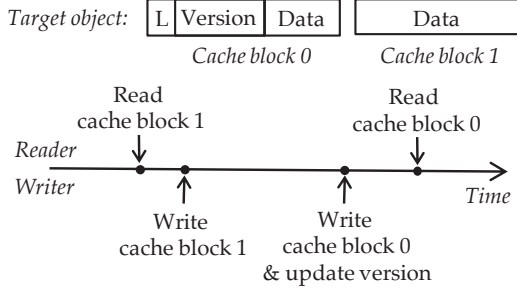 Target object: L Version Data Data
Cache block 0 Cache block 1
Read
cache block 1
Read
cache block 0
Reader
Writer
Time
Write
cache block 1
Write
cache block 0
& update version